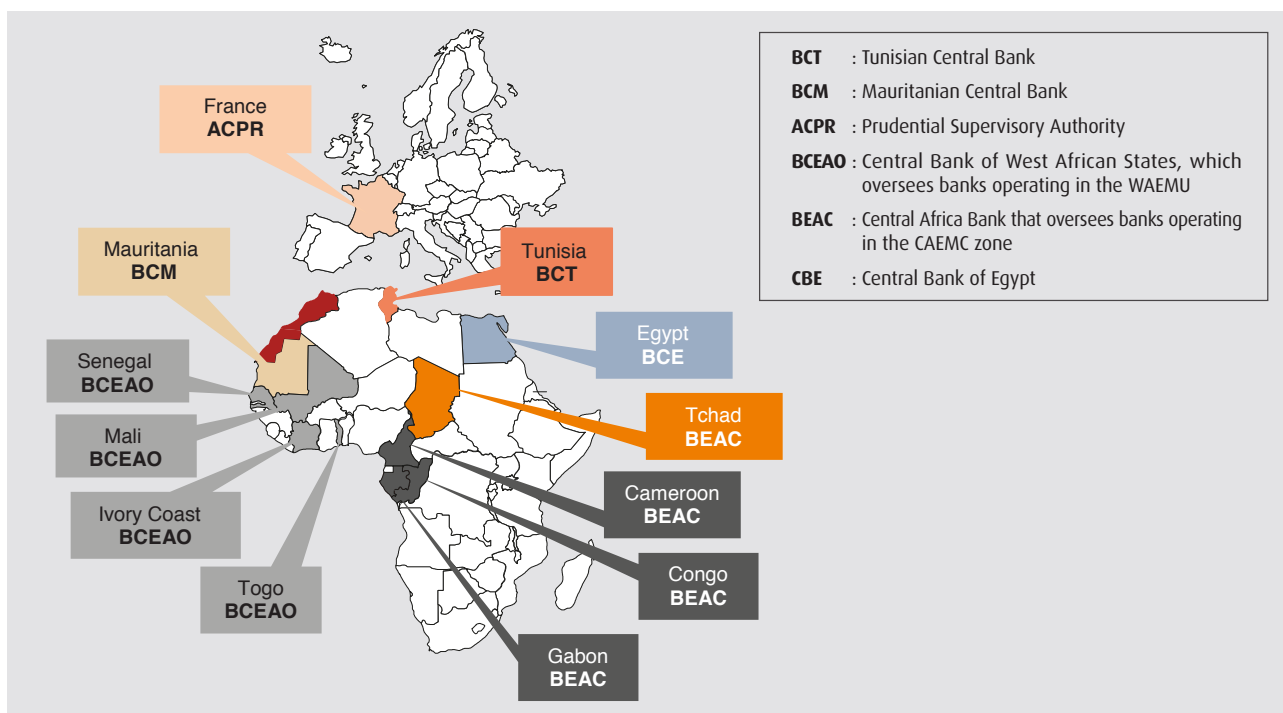 France
ACPR
Mauritania
BCM
Tunisia
BCT
Senegal
BCEAO
Egypt
BCE
Mali
BCEAO
Tchad
BEAC
Ivory Coast
BCEAO
Cameroon
BEAC
Togo
BCEAO
Congo
BEAC
Gabon
BEAC
BCT : Tunisian Central Bank
BCM : Mauritanian Central Bank
ACPR : Prudential Supervisory Authority
BCEAO : Central Bank of West African States, which
oversees banks operating in the WAEMU
BEAC : Central Africa Bank that oversees banks operating
in the CAEMC zone
CBE : Central Bank of Egypt